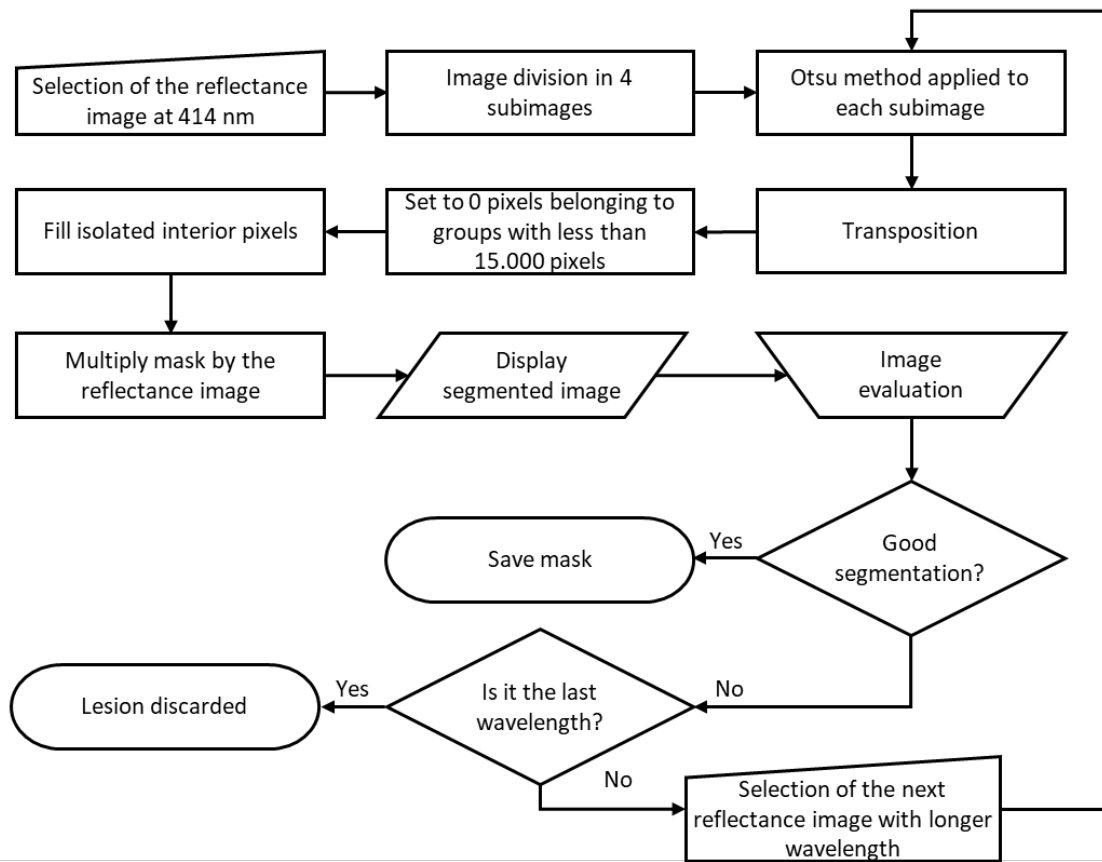 Selection of the reflectance
image at 414 nm
Image division in 4
subimages
Otsu method applied to
each subimage
Fill isolated interior pixels
Set to 0 pixels belonging to
groups with less than
15.000 pixels
Transposition
Multiply mask by the
reflectance image
Display
segmented image
Image
evaluation
Save mask
Yes
Good
segmentation?
Lesion discarded
Yes
Is it the last
wavelength?
No
No
Selection of the next
reflectance image with longer
wavelength